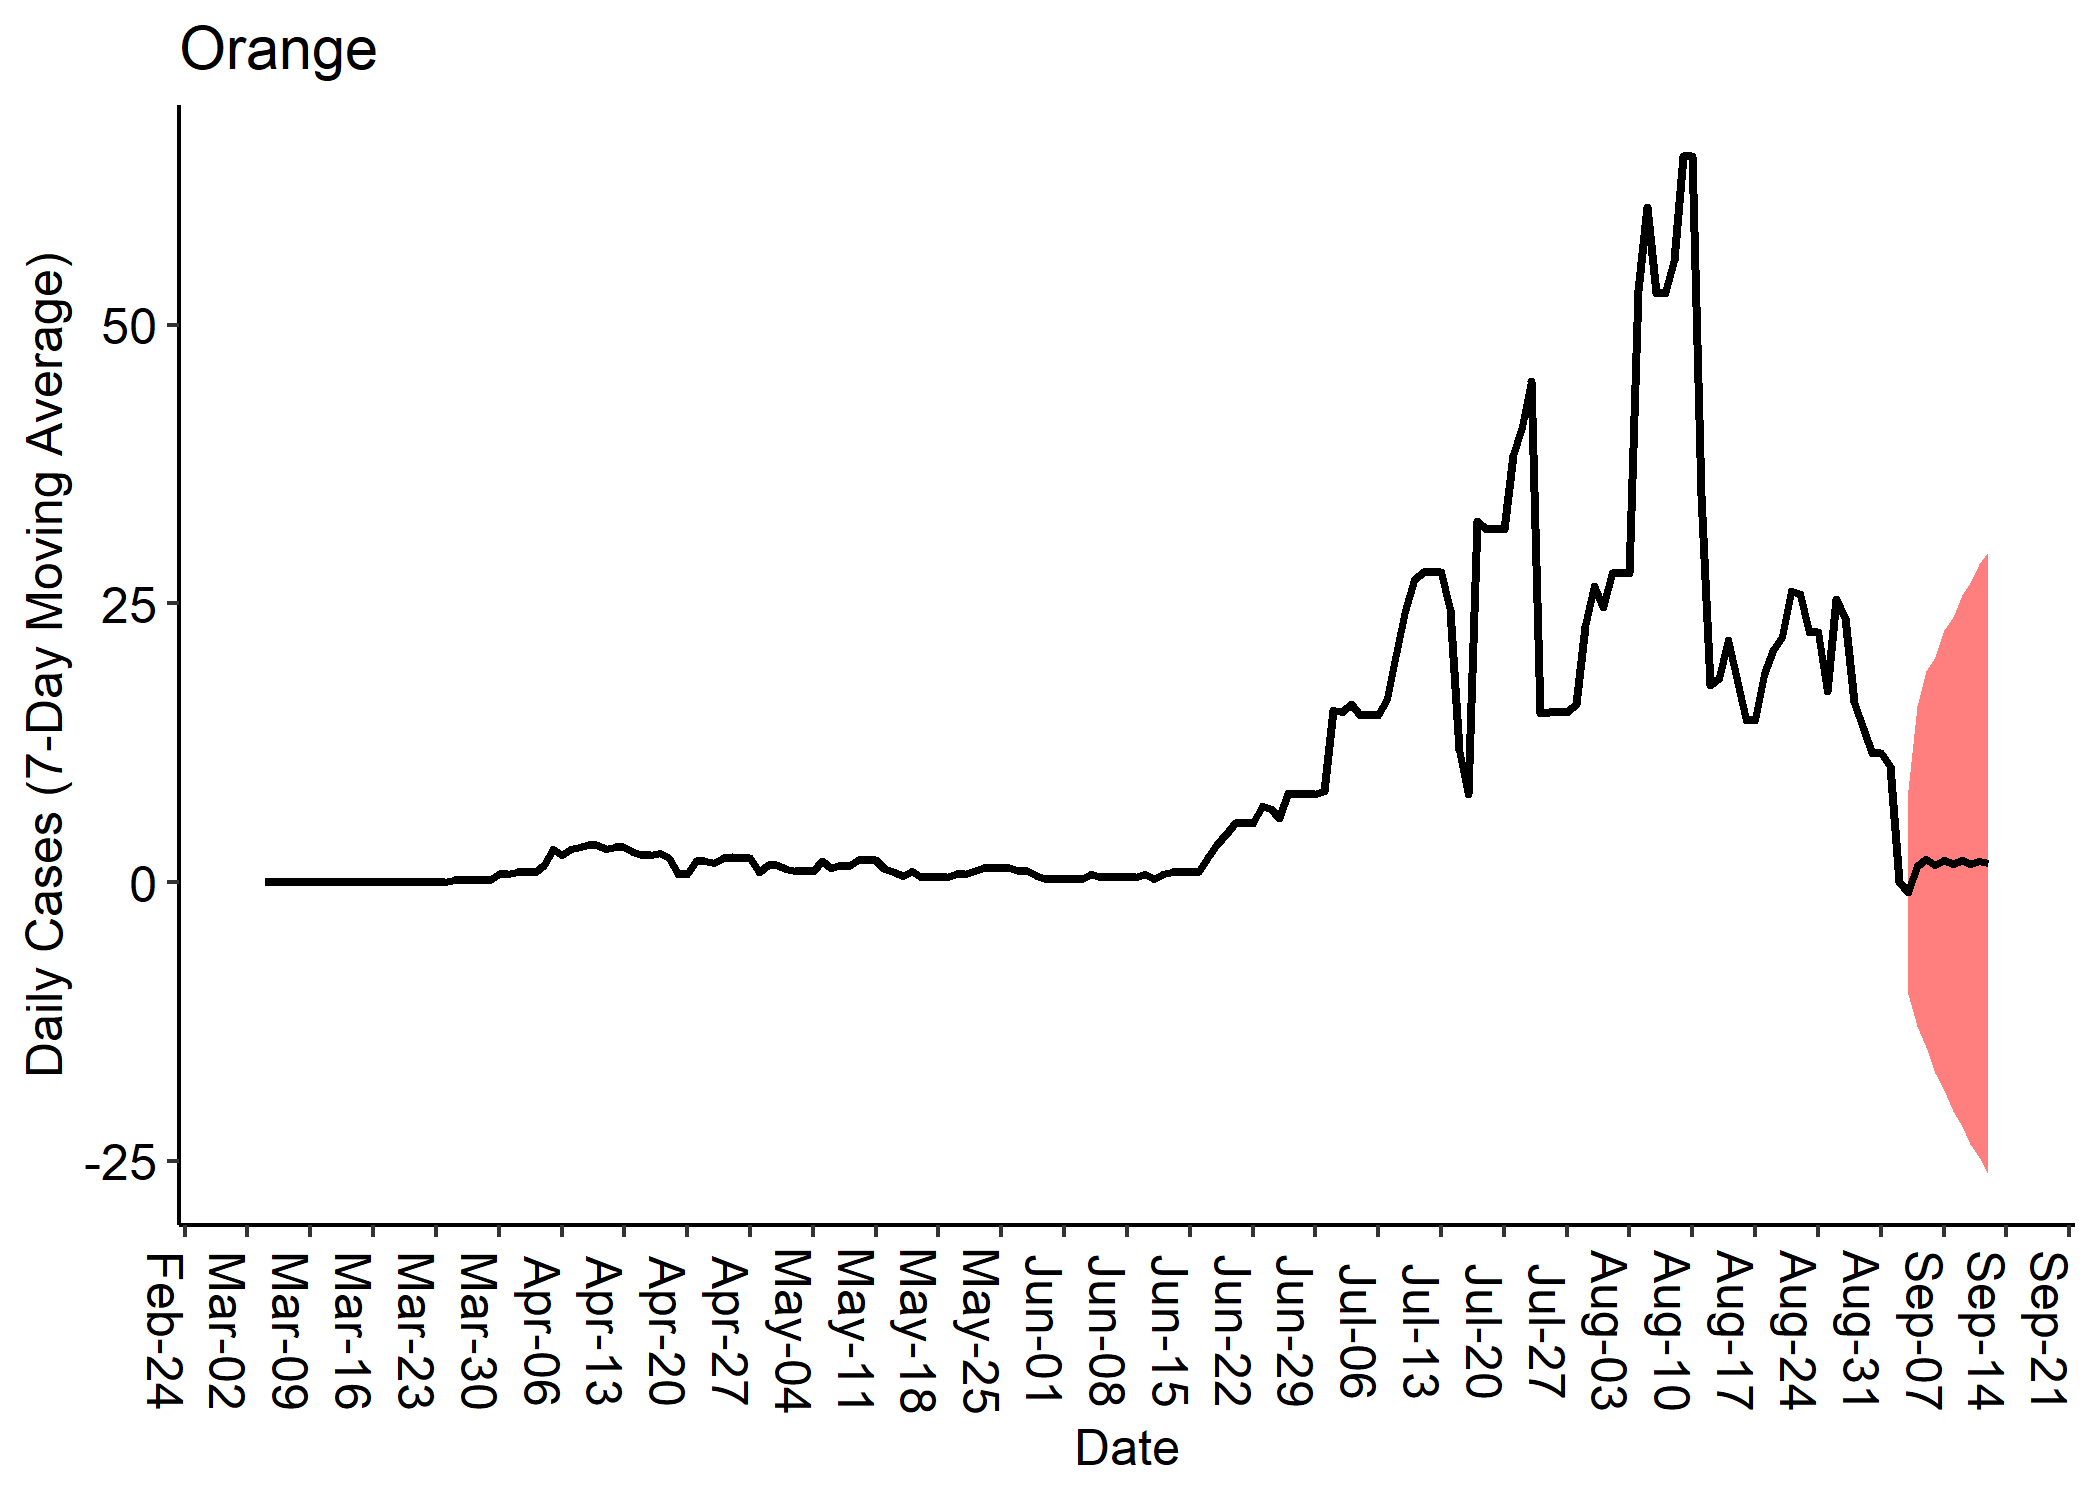 Orange
Daily Cases (7-Day Moving Average)
50
25
0
-25
Feb-24
Mar-02
Mar-09
Mar-16
Mar-23
Mar-30
Apr-06
Apr-13
Apr-20
Apr-27
May-04
May-11
May-18
May-25
Jun-01
Jun-08
Jun-15
Jun-22
Jun-29
Jul-06
Jul-13
Jul-20
Jul-27
Aug-03
Aug-10
Aug-17
Aug-24
Aug-31
Sep-07
Sep-14
Sep-21
Date